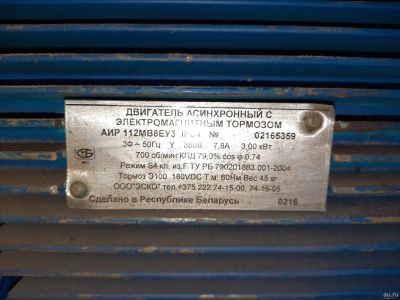 ДВИГАТЕЛЬ АСИНХРОННЫЙ С
ЭЛЕКТРОМАГНИТНЫМ ТОРМОЗОМ
АИР 112МВ8ЕУ3 № 02165359
3Ф ~ 50Гц Y 380В 7,8А 3,00 кВт
700 об/мин КПД 79,0% cos φ 0.74
Режим S4 кл. из.F ТУ РБ 790201863.001-2004
Тормоз Э100 180VDC Т.м: 60Нм Вес 45 кг
ООО"ЭСКО" тел +375 222 74-15-00, 74-16-05
Сделано в Республике Беларусь 0216
au.ru